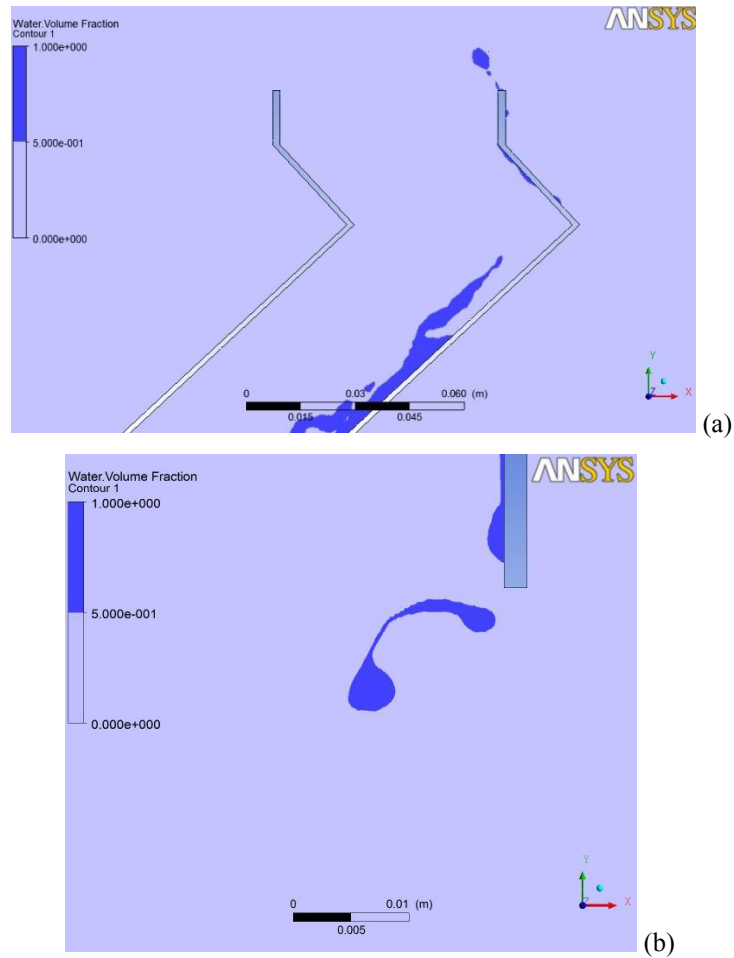 Water.Volume Fraction
Contour 1
ANSYS
1.000e+000
5.000e-001
0.000e+000
0 0.03 0.060 (m)
0.015 0.045
Y
Z X
(a)
Water.Volume Fraction
Contour 1
ANSYS
1.000e+000
5.000e-001
0.000e+000
0 0.01 (m)
0.005
Y
Z X
(b)